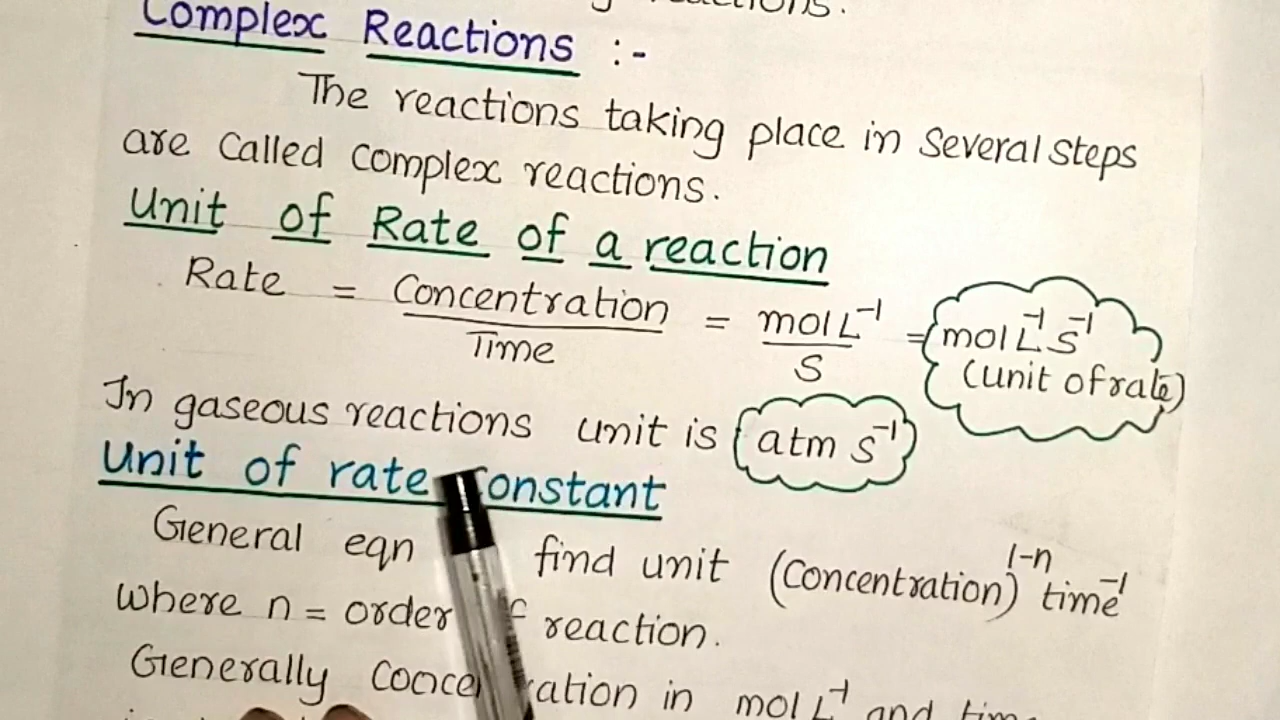 reactions.
Complex Reactions :-
The reactions taking place in several steps
are called complex reactions.
Unit of Rate of a reaction
Rate = Concentration / Time = mol L⁻¹ / S = mol L⁻¹ S⁻¹
(unit of rate)
In gaseous reactions unit is atm s⁻¹
Unit of rate Constant
General eqn find unit (Concentration)¹⁻ⁿ time⁻¹
where n = order of reaction.
Generally in mol L⁻¹ and